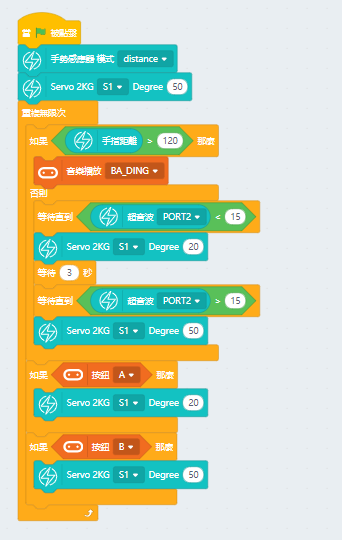 當 被點擊
手勢感應器 模式 distance
Servo 2KG S1 Degree 50
重複無限次
如果 手指距離 > 120 那麼
音樂播放 BA_DING
否則
等待直到 超音波 PORT2 < 15
Servo 2KG S1 Degree 20
等待 3 秒
等待直到 超音波 PORT2 > 15
Servo 2KG S1 Degree 50
如果 按鈕 A 那麼
Servo 2KG S1 Degree 20
如果 按鈕 B 那麼
Servo 2KG S1 Degree 50